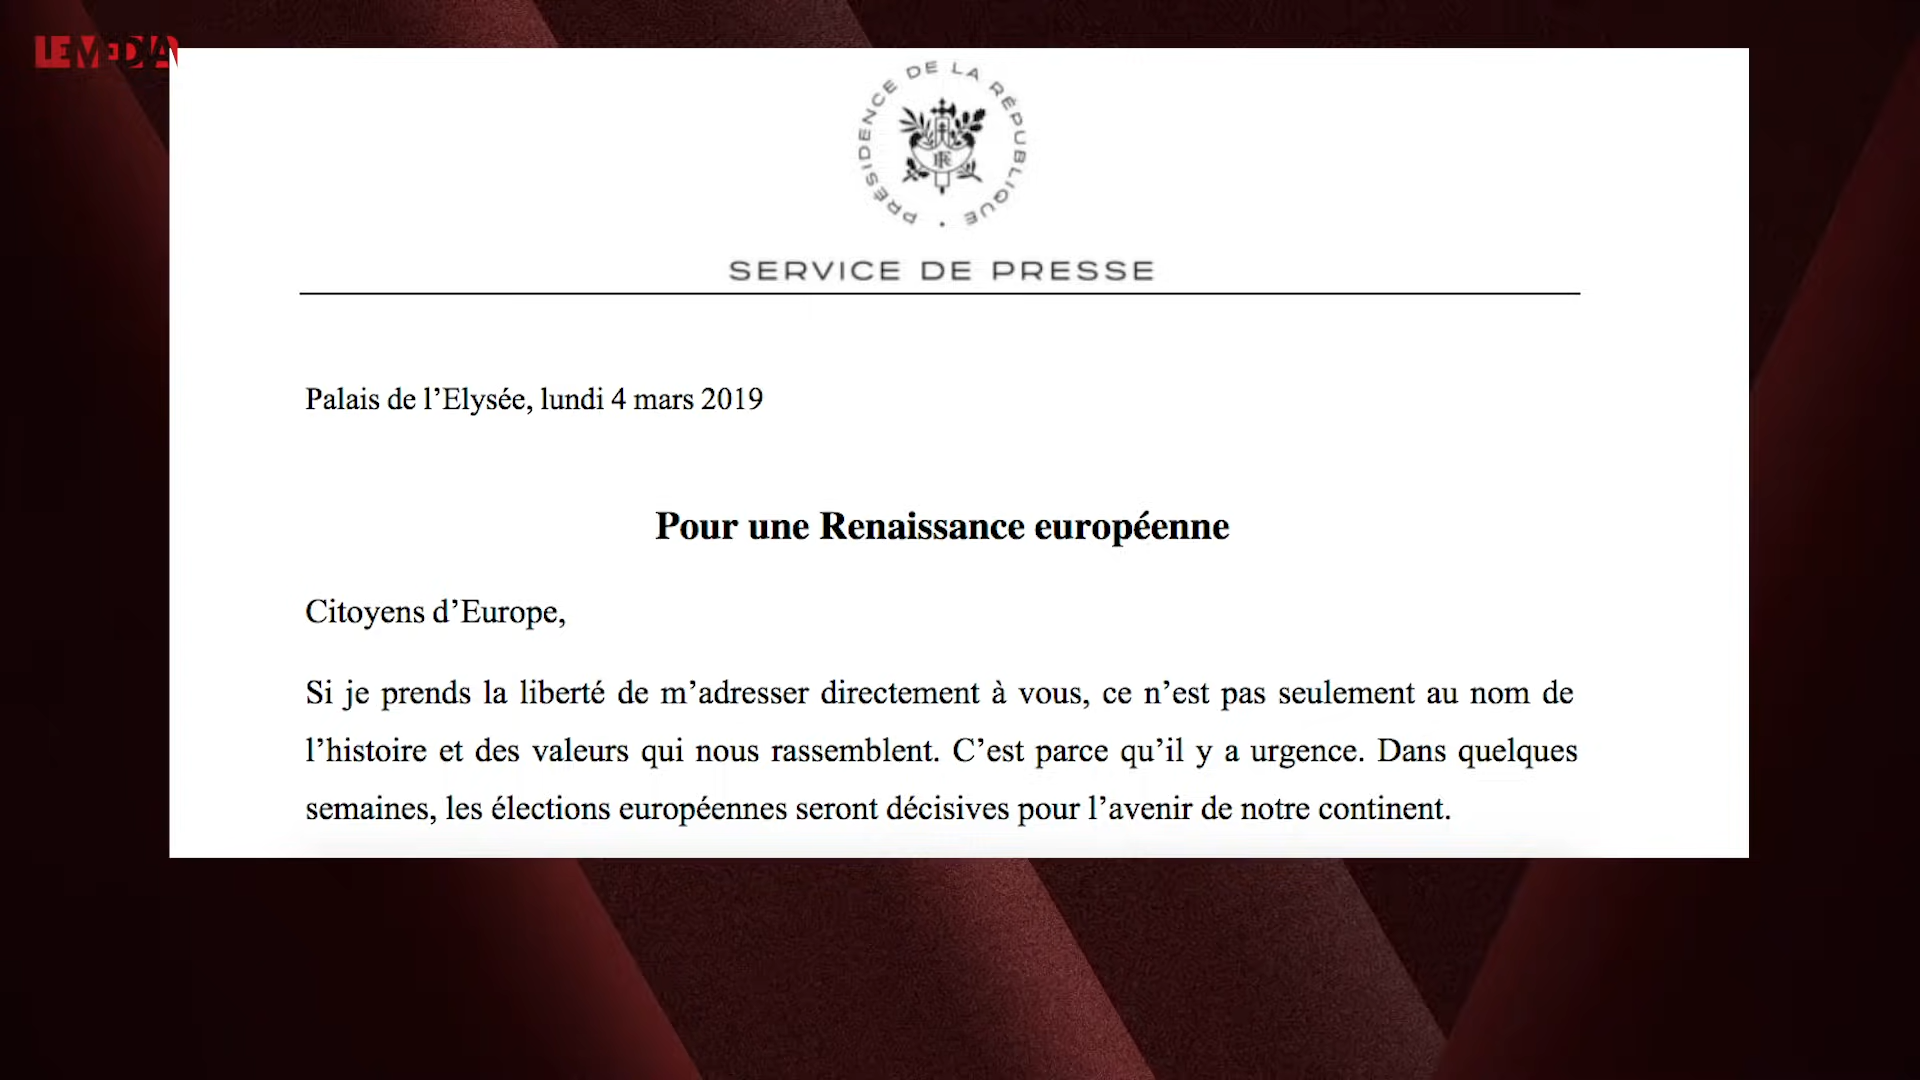 LEMEDIA
PRÉSIDENCE DE LA RÉPUBLIQUE •
RF
SERVICE DE PRESSE
Palais de l’Elysée, lundi 4 mars 2019
Pour une Renaissance européenne
Citoyens d’Europe,
Si je prends la liberté de m’adresser directement à vous, ce n’est pas seulement au nom de
l’histoire et des valeurs qui nous rassemblent. C’est parce qu’il y a urgence. Dans quelques
semaines, les élections européennes seront décisives pour l’avenir de notre continent.